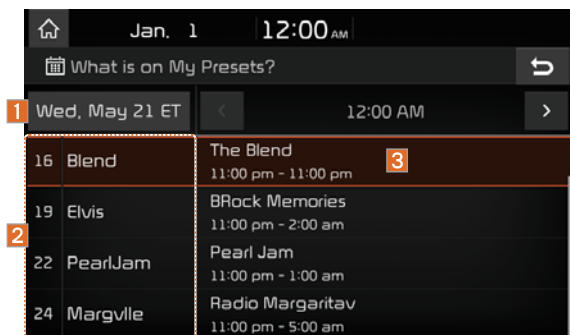 Jan. 1 12:00 AM
What is on My Presets?
1 Wed, May 21 ET < 12:00 AM >
The Blend
16 Blend 3
11:00 pm - 11:00 pm
BRock Memories
19 Elvis
11:00 pm - 2:00 am
2
Pearl Jam
22 PearlJam
11:00 pm - 1:00 am
Radio Margaritav
24 Margvlle
11:00 pm - 5:00 am